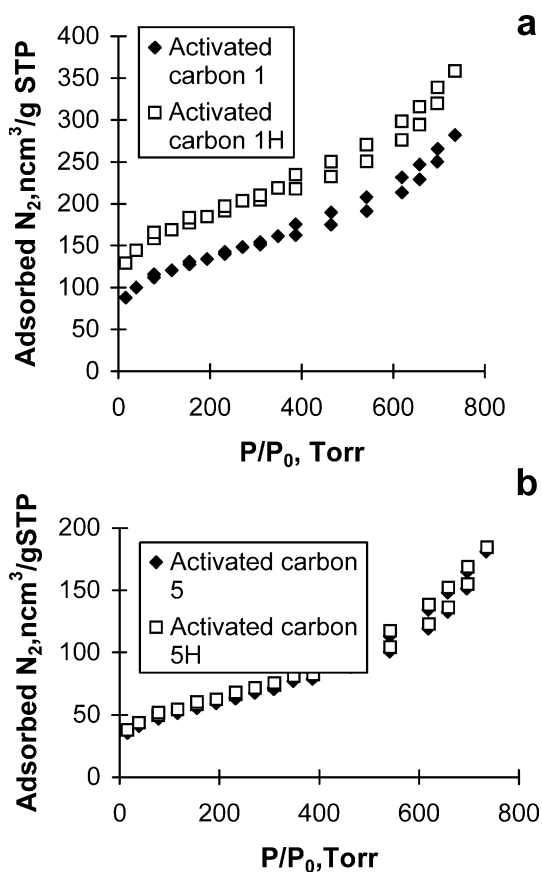 a
Adsorbed N2,ncm3/g STP
400
350
300
250
200
150
100
50
0
Activated
carbon 1
Activated
carbon 1H
0 200 400 600 800
P/P0, Torr
b
Adsorbed N2,ncm3/gSTP
200
150
100
50
0
Activated carbon
5
Activated carbon
5H
0 200 400 600 800
P/P0,Torr